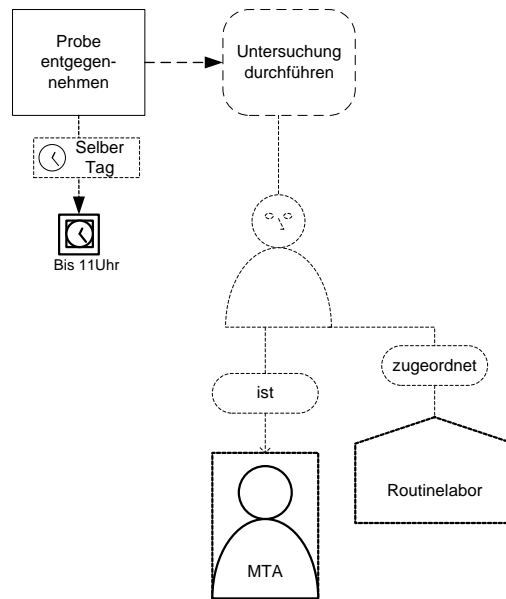 Probe
entgegen-
nehmen
Untersuchung
durchführen
Selber
Tag
Bis 11Uhr
ist
zugeordnet
MTA
Routinelabor